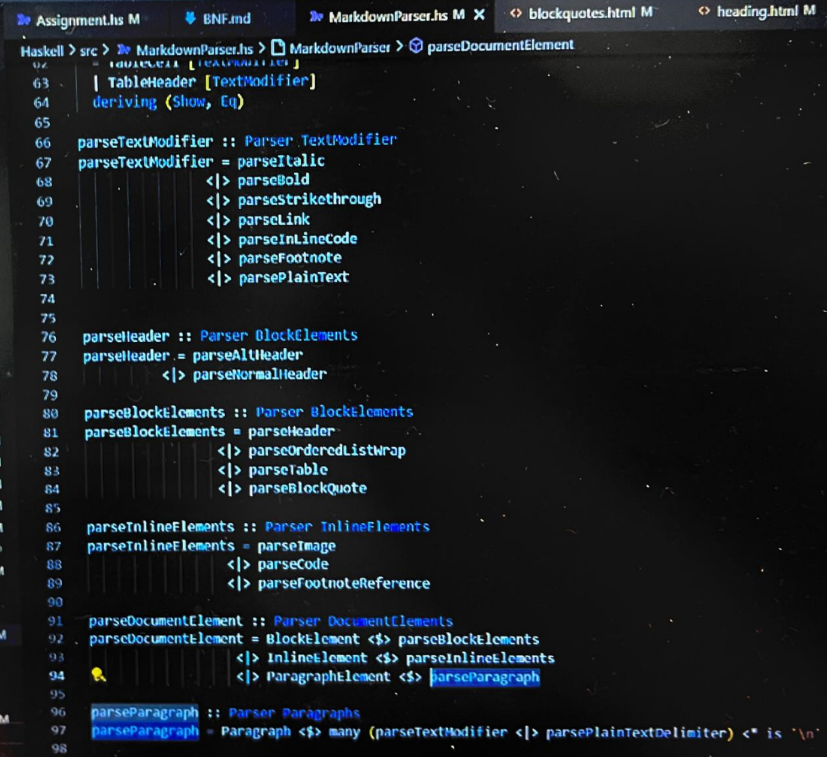 Assignment.hs M
BNF.md
MarkdownParser.hs M X
<> blockquotes.html M
<> heading.html M
Haskell > src > MarkdownParser.hs > MarkdownParser > parseDocumentElement
62 = TableCell [TextModifier]
63 | TableHeader [TextModifier]
64 deriving (Show, Eq)
65
66 parseTextModifier :: Parser TextModifier
67 parseTextModifier = parseItalic
68 <|> parseBold
69 <|> parseStrikethrough
70 <|> parseLink
71 <|> parseInLineCode
72 <|> parseFootnote
73 <|> parsePlainText
74
75
76 parseHeader :: Parser BlockElements
77 parseHeader = parseAltHeader
78 <|> parseNormalHeader
79
80 parseBlockElements :: Parser BlockElements
81 parseBlockElements = parseHeader
82 <|> parseOrderedListWrap
83 <|> parseTable
84 <|> parseBlockQuote
85
86 parseInlineElements :: Parser InlineElements
87 parseInlineElements = parseImage
88 <|> parseCode
89 <|> parseFootnoteReference
90
91 parseDocumentElement :: Parser DocumentElements
92 parseDocumentElement = BlockElement <$> parseBlockElements
93 <|> InlineElement <$> parseInlineElements
94 <|> ParagraphElement <$> parseParagraph
95
96 parseParagraph :: Parser Paragraphs
97 parseParagraph = Paragraph <$> many (parseTextModifier <|> parsePlainTextDelimiter) <* is '\n'
98